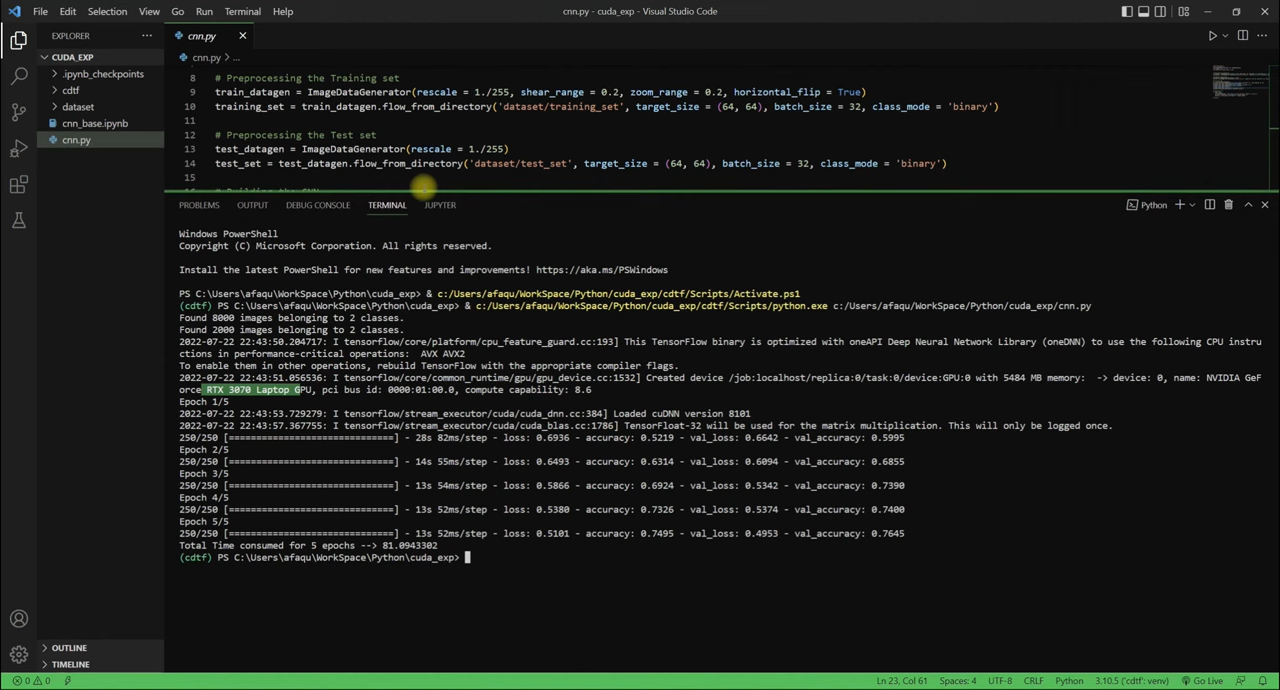 File Edit Selection View Go Run Terminal Help
cnn.py - cuda_exp - Visual Studio Code
EXPLORER
CUDA_EXP
.ipynb_checkpoints
cdtf
dataset
cnn_base.ipynb
cnn.py
OUTLINE
TIMELINE
cnn.py
cnn.py > ...
8 # Preprocessing the Training set
9 train_datagen = ImageDataGenerator(rescale = 1./255, shear_range = 0.2, zoom_range = 0.2, horizontal_flip = True)
10 training_set = train_datagen.flow_from_directory('dataset/training_set', target_size = (64, 64), batch_size = 32, class_mode = 'binary')
11
12 # Preprocessing the Test set
13 test_datagen = ImageDataGenerator(rescale = 1./255)
14 test_set = test_datagen.flow_from_directory('dataset/test_set', target_size = (64, 64), batch_size = 32, class_mode = 'binary')
15
16 # Building the CNN
PROBLEMS OUTPUT DEBUG CONSOLE TERMINAL JUPYTER
Python
Windows PowerShell
Copyright (C) Microsoft Corporation. All rights reserved.
Install the latest PowerShell for new features and improvements! https://aka.ms/PSWindows
PS C:\Users\afaqu\WorkSpace\Python\cuda_exp> & c:/Users/afaqu/WorkSpace/Python/cuda_exp/cdtf/Scripts/Activate.ps1
(cdtf) PS C:\Users\afaqu\WorkSpace\Python\cuda_exp> & c:/Users/afaqu/WorkSpace/Python/cuda_exp/cdtf/Scripts/python.exe c:/Users/afaqu/WorkSpace/Python/cuda_exp/cnn.py
Found 8000 images belonging to 2 classes.
Found 2000 images belonging to 2 classes.
2022-07-22 22:43:50.204717: I tensorflow/core/platform/cpu_feature_guard.cc:193] This TensorFlow binary is optimized with oneAPI Deep Neural Network Library (oneDNN) to use the following CPU instru
ctions in performance-critical operations:  AVX AVX2
To enable them in other operations, rebuild TensorFlow with the appropriate compiler flags.
2022-07-22 22:43:51.056536: I tensorflow/core/common_runtime/gpu/gpu_device.cc:1532] Created device /job:localhost/replica:0/task:0/device:GPU:0 with 5484 MB memory:  -> device: 0, name: NVIDIA GeF
orce RTX 3070 Laptop GPU, pci bus id: 0000:01:00.0, compute capability: 8.6
Epoch 1/5
2022-07-22 22:43:53.729279: I tensorflow/stream_executor/cuda/cuda_dnn.cc:384] Loaded cuDNN version 8101
2022-07-22 22:43:57.367755: I tensorflow/stream_executor/cuda/cuda_blas.cc:1786] TensorFloat-32 will be used for the matrix multiplication. This will only be logged once.
250/250 [==============================] - 28s 82ms/step - loss: 0.6936 - accuracy: 0.5219 - val_loss: 0.6642 - val_accuracy: 0.5995
Epoch 2/5
250/250 [==============================] - 14s 55ms/step - loss: 0.6493 - accuracy: 0.6314 - val_loss: 0.6094 - val_accuracy: 0.6855
Epoch 3/5
250/250 [==============================] - 13s 54ms/step - loss: 0.5866 - accuracy: 0.6924 - val_loss: 0.5342 - val_accuracy: 0.7390
Epoch 4/5
250/250 [==============================] - 13s 52ms/step - loss: 0.5380 - accuracy: 0.7326 - val_loss: 0.5374 - val_accuracy: 0.7400
Epoch 5/5
250/250 [==============================] - 13s 52ms/step - loss: 0.5101 - accuracy: 0.7495 - val_loss: 0.4953 - val_accuracy: 0.7645
Total Time consumed for 5 epochs --> 81.0943302
(cdtf) PS C:\Users\afaqu\WorkSpace\Python\cuda_exp>
0 0 Ln 23, Col 61 Spaces: 4 UTF-8 CRLF Python 3.10.5 ('cdtf': venv) Go Live